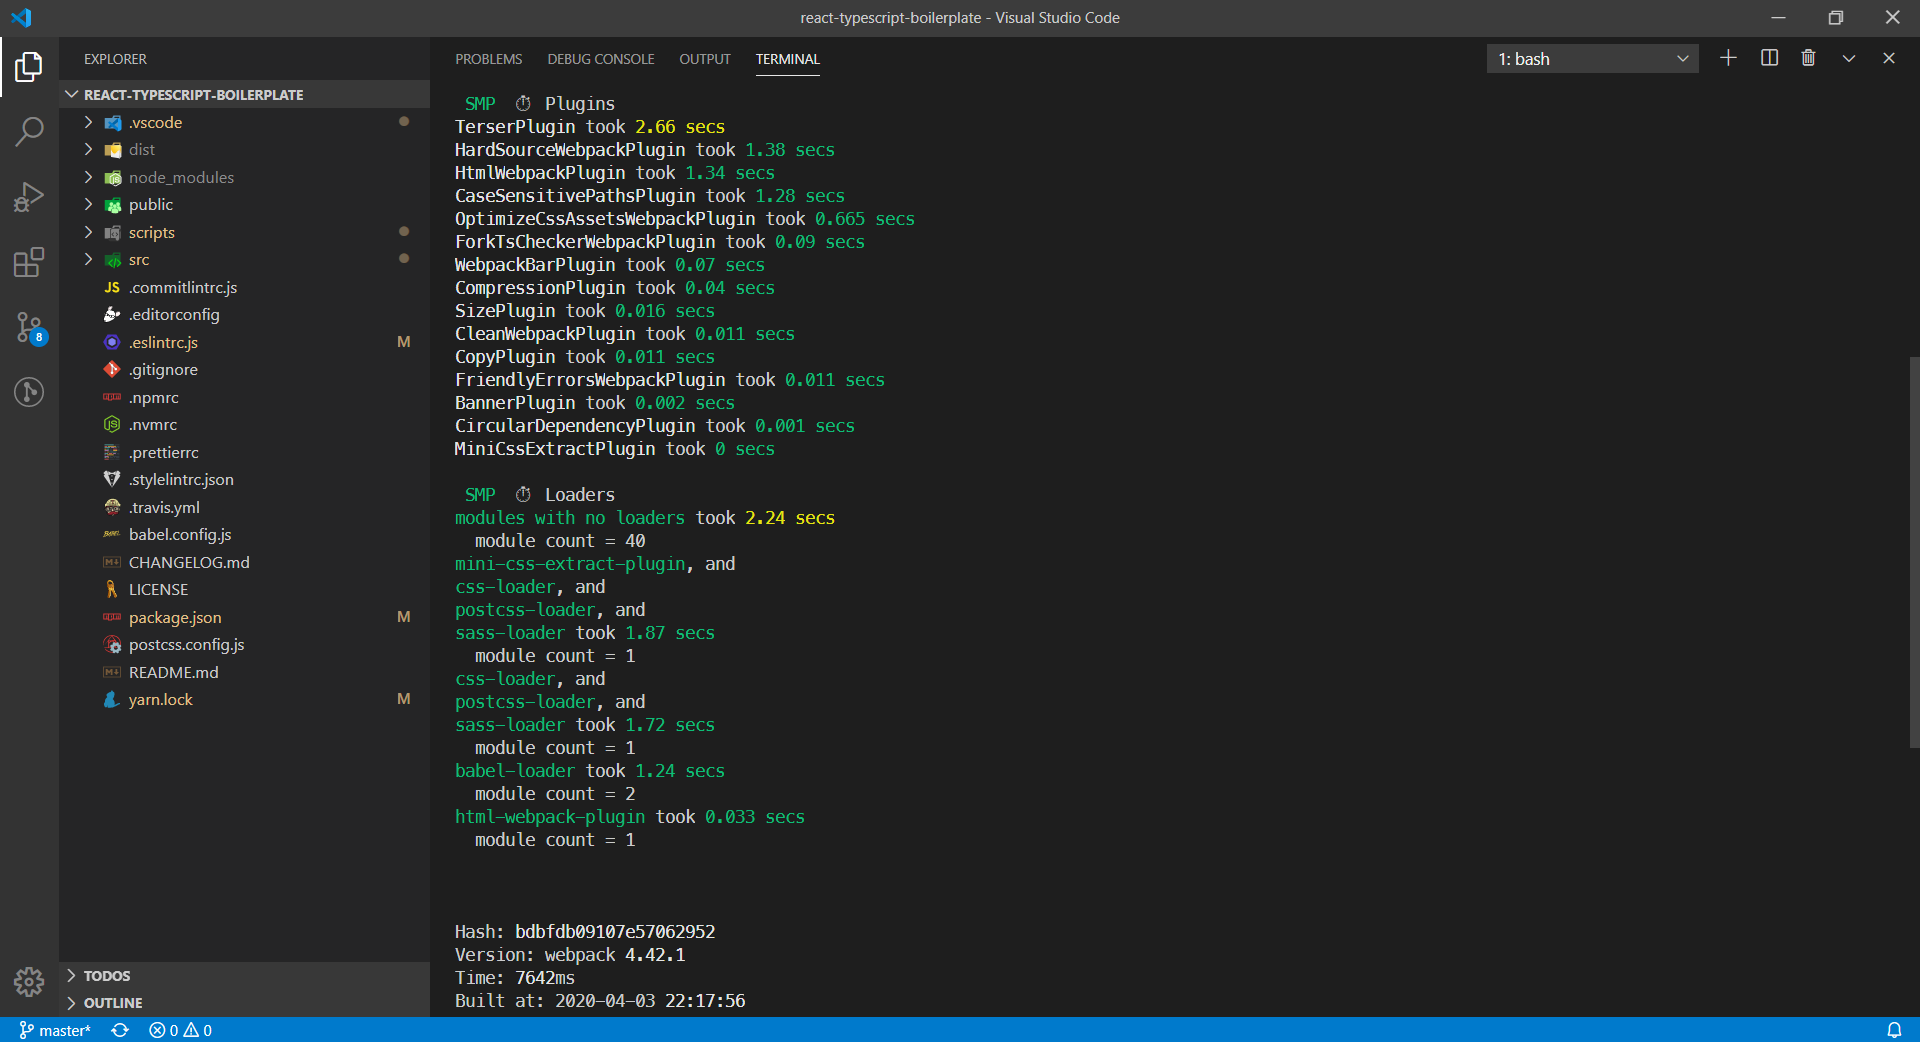 react-typescript-boilerplate - Visual Studio Code
EXPLORER
REACT-TYPESCRIPT-BOILERPLATE
.vscode
dist
node_modules
public
scripts
src
JS .commitlintrc.js
.editorconfig
.eslintrc.js M
.gitignore
.npmrc
.nvmrc
.prettierrc
.stylelintrc.json
.travis.yml
babel.config.js
CHANGELOG.md
LICENSE
package.json M
postcss.config.js
README.md
yarn.lock M
TODOS
OUTLINE
8
PROBLEMS DEBUG CONSOLE OUTPUT TERMINAL
1: bash
SMP ⏱ Plugins
TerserPlugin took 2.66 secs
HardSourceWebpackPlugin took 1.38 secs
HtmlWebpackPlugin took 1.34 secs
CaseSensitivePathsPlugin took 1.28 secs
OptimizeCssAssetsWebpackPlugin took 0.665 secs
ForkTsCheckerWebpackPlugin took 0.09 secs
WebpackBarPlugin took 0.07 secs
CompressionPlugin took 0.04 secs
SizePlugin took 0.016 secs
CleanWebpackPlugin took 0.011 secs
CopyPlugin took 0.011 secs
FriendlyErrorsWebpackPlugin took 0.011 secs
BannerPlugin took 0.002 secs
CircularDependencyPlugin took 0.001 secs
MiniCssExtractPlugin took 0 secs
SMP ⏱ Loaders
modules with no loaders took 2.24 secs
module count = 40
mini-css-extract-plugin, and
css-loader, and
postcss-loader, and
sass-loader took 1.87 secs
module count = 1
css-loader, and
postcss-loader, and
sass-loader took 1.72 secs
module count = 1
babel-loader took 1.24 secs
module count = 2
html-webpack-plugin took 0.033 secs
module count = 1
Hash: bdbfdb09107e57062952
Version: webpack 4.42.1
Time: 7642ms
Built at: 2020-04-03 22:17:56
master* 0 0